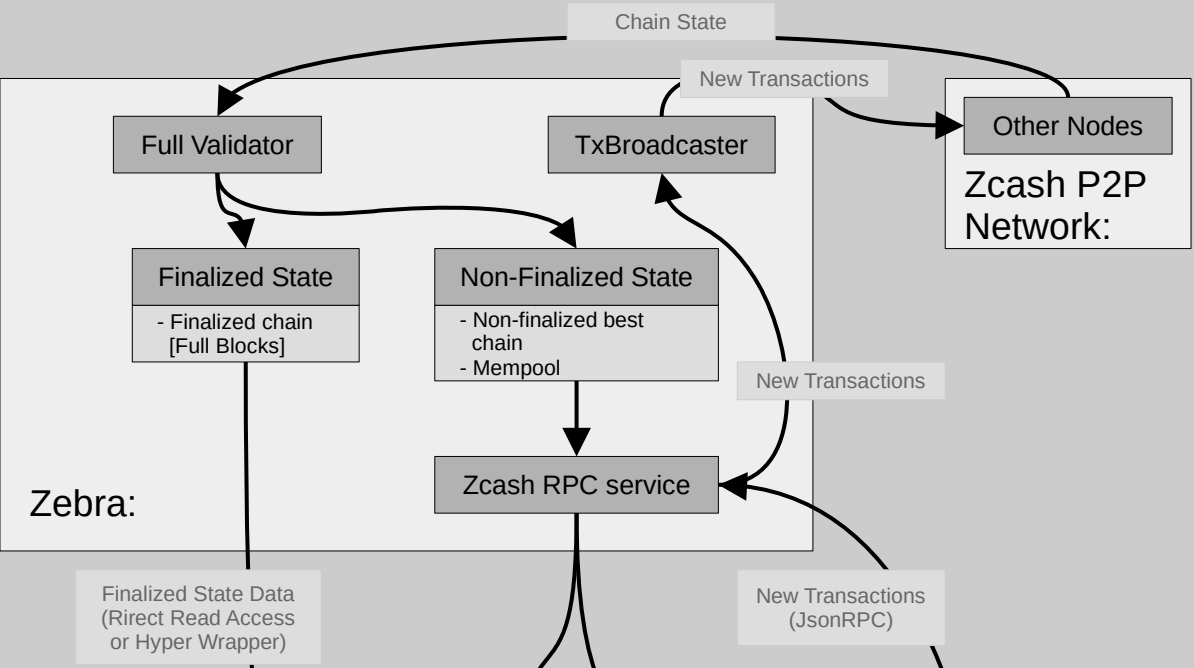 Chain State
New Transactions
Full Validator
TxBroadcaster
Other Nodes
Zcash P2P
Network:
Finalized State
- Finalized chain
[Full Blocks]
Non-Finalized State
- Non-finalized best
chain
- Mempool
New Transactions
Zcash RPC service
Zebra:
Finalized State Data
(Rirect Read Access
or Hyper Wrapper)
New Transactions
(JsonRPC)